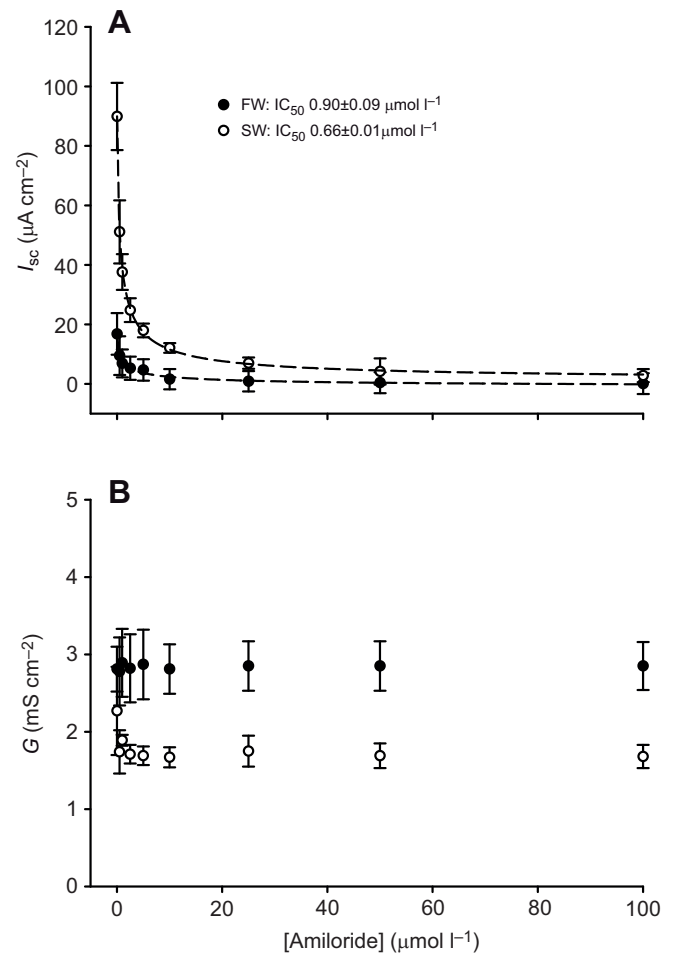 A
120
100
80
60
40
20
0
Isc (μA cm–2)
FW: IC50 0.90±0.09 μmol l–1
SW: IC50 0.66±0.01μmol l–1
B
5
4
3
2
1
0
G (mS cm–2)
0 20 40 60 80 100
[Amiloride] (μmol l–1)